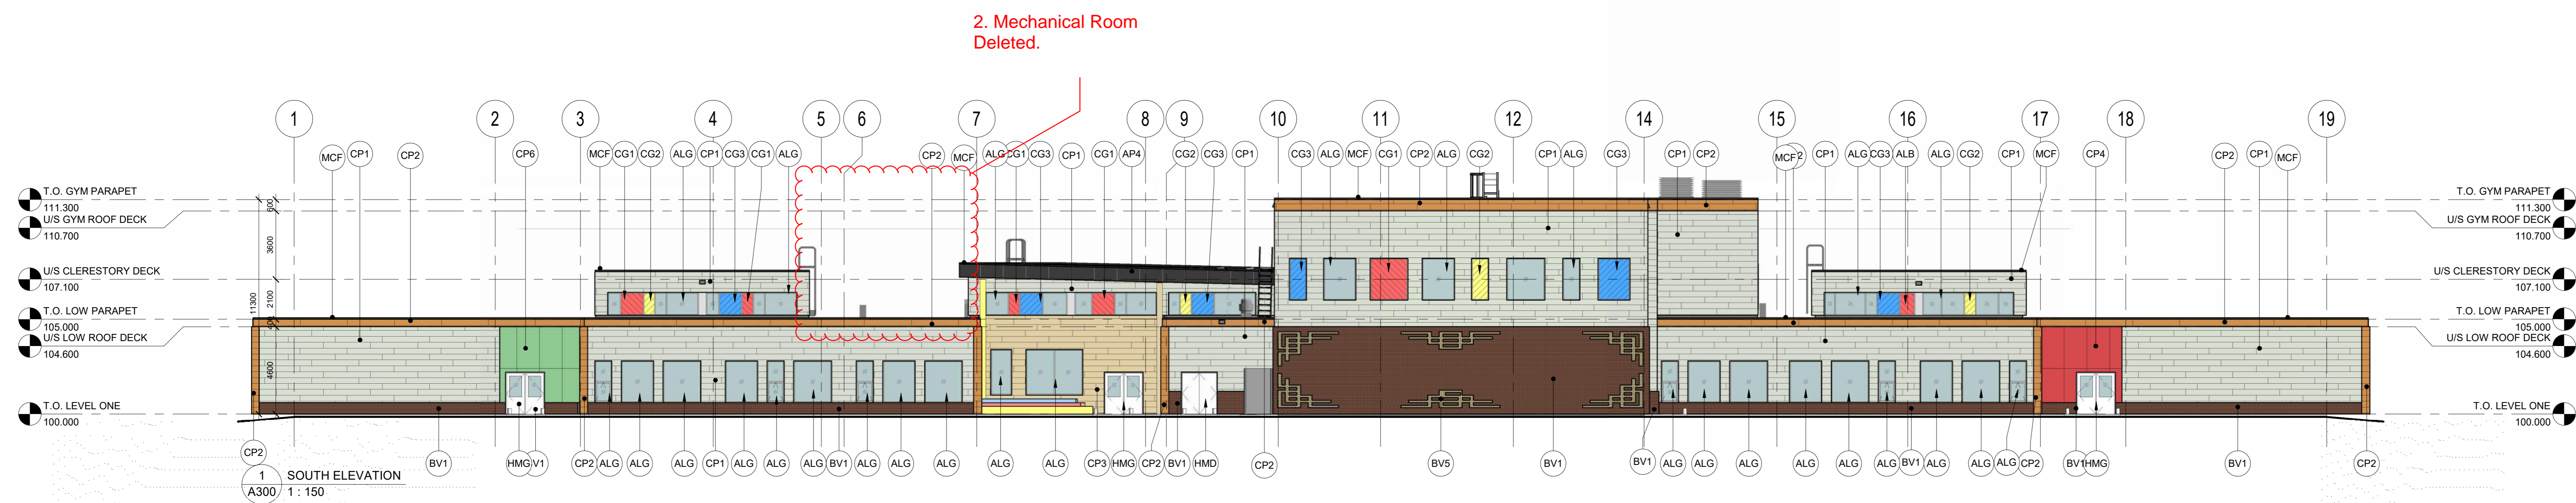 2. Mechanical Room
Deleted.
1 2 3 4 5 6 7 8 9 10 11 12 14 15 16 17 18 19
MCF CP1 CP2 CP6 MCF CG1 CG2 ALG CP1 CG3 CG1 ALG CP2 MCF ALG CG1 CG3 CP1 CG1 AP4 CG2 CG3 CP1 CG3 ALG MCF CG1 CP2 ALG CG2 CP1 ALG CG3 CP1 CP2 MCF CP1 ALG CG3 ALB ALG CG2 CP1 MCF CP4 CP2 CP1 MCF
T.O. GYM PARAPET
111.300
U/S GYM ROOF DECK
110.700
U/S CLERESTORY DECK
107.100
T.O. LOW PARAPET
105.000
U/S LOW ROOF DECK
104.600
T.O. LEVEL ONE
100.000
600
3600
11300
2100
400
4600
T.O. GYM PARAPET
111.300
U/S GYM ROOF DECK
110.700
U/S CLERESTORY DECK
107.100
T.O. LOW PARAPET
105.000
U/S LOW ROOF DECK
104.600
T.O. LEVEL ONE
100.000
CP2 BV1 HMG V1 CP2 ALG ALG ALG CP1 ALG ALG ALG BV1 ALG ALG ALG ALG ALG CP3 HMG CP2 BV1 HMD CP2 BV5 BV1 BV1 ALG ALG ALG ALG ALG ALG BV1 ALG ALG ALG CP2 BV1 HMG BV1 CP2
1
A300
SOUTH ELEVATION
1 : 150